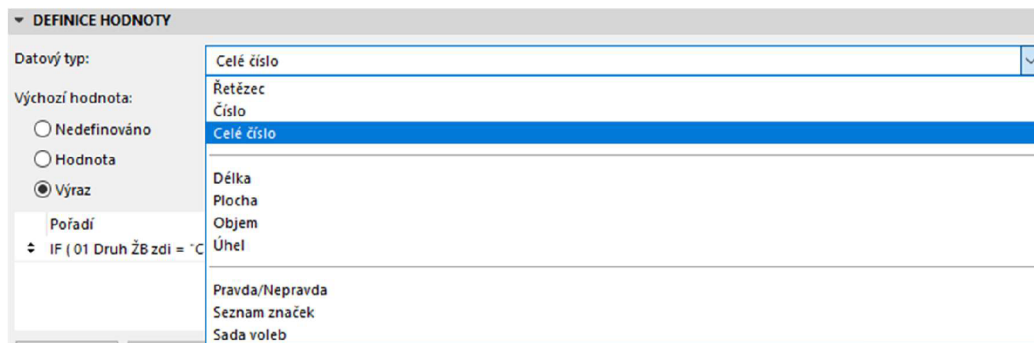 DEFINICE HODNOTY
Datový typ:
Celé číslo
Řetězec
Číslo
Celé číslo
Délka
Plocha
Objem
Úhel
Pravda/Nepravda
Seznam značek
Sada voleb
Výchozí hodnota:
Nedefinováno
Hodnota
Výraz
Pořadí
IF ( 01 Druh ŽB zdi = "C